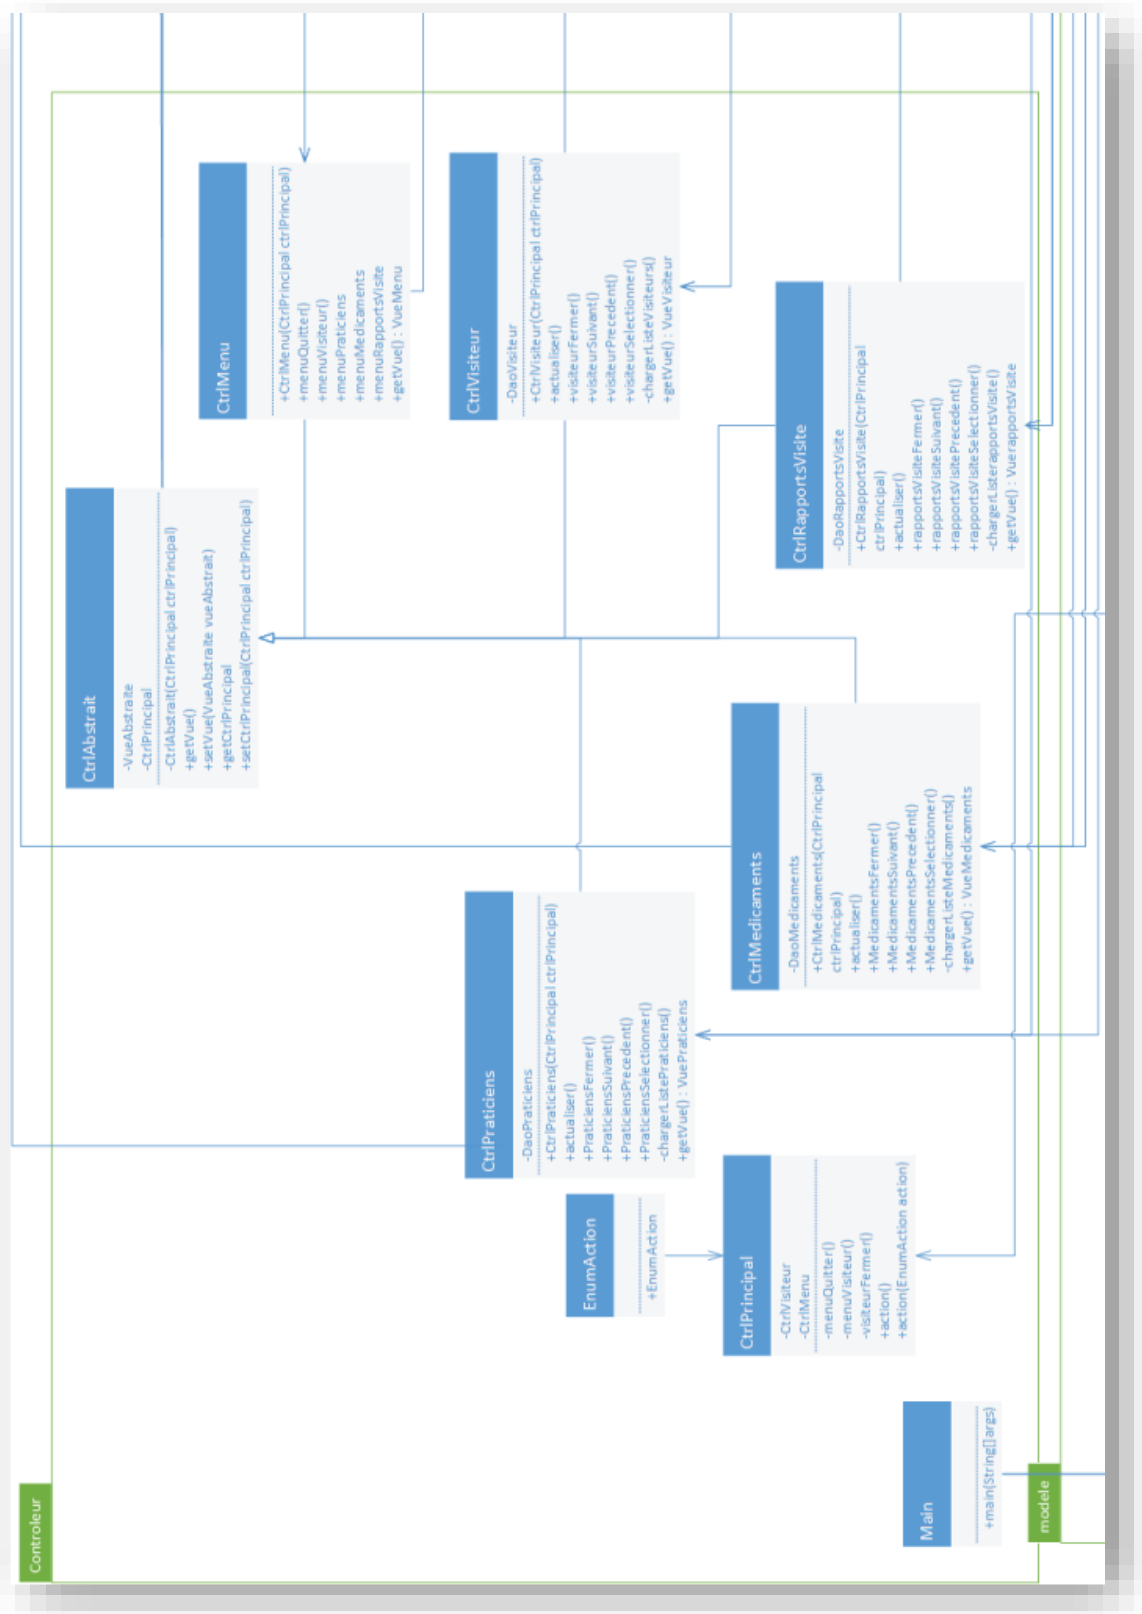 Controleur
CtrlAbstrait
-VueAbstraite
-CtrlPrincipal
-CtrlAbstrait(CtrlPrincipal ctrlPrincipal)
+getVue()
+setVue(VueAbstraite vueAbstrait)
+getCtrlPrincipal
+setCtrlPrincipal(CtrlPrincipal ctrlPrincipal)
CtrlMenu
+CtrlMenu(CtrlPrincipal ctrlPrincipal)
+menuQuitter()
+menuVisiteur()
+menuPraticiens
+menuMedicaments
+menuRapportsVisite
+getVue() : VueMenu
CtrlVisiteur
-DaoVisiteur
+CtrlVisiteur(CtrlPrincipal ctrlPrincipal)
+actualiser()
+visiteurFermer()
+visiteurSuivant()
+visiteurPrecedent()
+visiteurSelectionner()
-chargerListeVisiteurs()
+getVue() : VueVisiteur
CtrlPraticiens
-DaoPraticiens
+CtrlPraticiens(CtrlPrincipal ctrlPrincipal)
+actualiser()
+PraticiensFermer()
+PraticiensSuivant()
+PraticiensPrecedent()
+PraticiensSelectionner()
-chargerListePraticiens()
+getVue() : VuePraticiens
EnumAction
+EnumAction
CtrlPrincipal
-CtrlVisiteur
-CtrlMenu
-menuQuitter()
-menuVisiteur()
-visiteurFermer()
+action()
+action(EnumAction action)
CtrlMedicaments
-DaoMedicaments
+CtrlMedicaments(CtrlPrincipal
ctrlPrincipal)
+actualiser()
+MedicamentsFermer()
+MedicamentsSuivant()
+MedicamentsPrecedent()
+MedicamentsSelectionner()
-chargerListeMedicaments()
+getVue() : VueMedicaments
CtrlRapportsVisite
-DaoRapportsVisite
+CtrlRapportsVisite(CtrlPrincipal
ctrlPrincipal)
+actualiser()
+rapportsVisiteFermer()
+rapportsVisiteSuivant()
+rapportsVisitePrecedent()
+rapportsVisiteSelectionner()
-chargerListerapportsVisite()
+getVue() : VuerapportsVisite
Main
+main(String[] args)
modele